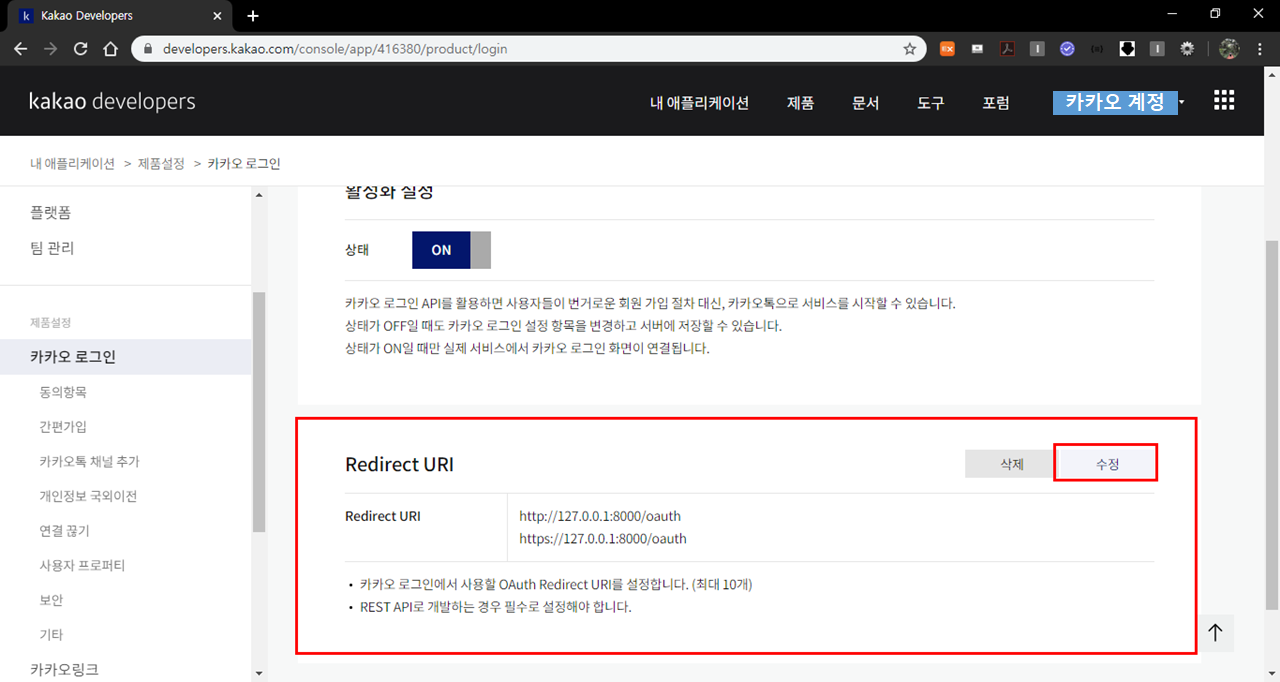 k Kakao Developers
developers.kakao.com/console/app/416380/product/login
kakao developers
내 애플리케이션 제품 문서 도구 포럼 카카오 계정
내 애플리케이션 > 제품설정 > 카카오 로그인
플랫폼
팀 관리
제품설정
카카오 로그인
동의항목
간편가입
카카오톡 채널 추가
개인정보 국외이전
연결 끊기
사용자 프로퍼티
보안
기타
카카오링크
활성화 설정
상태 ON
카카오 로그인 API를 활용하면 사용자들이 번거로운 회원 가입 절차 대신, 카카오톡으로 서비스를 시작할 수 있습니다.
상태가 OFF일 때도 카카오 로그인 설정 항목을 변경하고 서버에 저장할 수 있습니다.
상태가 ON일 때만 실제 서비스에서 카카오 로그인 화면이 연결됩니다.
Redirect URI 삭제 수정
Redirect URI http://127.0.0.1:8000/oauth
https://127.0.0.1:8000/oauth
• 카카오 로그인에서 사용할 OAuth Redirect URI를 설정합니다. (최대 10개)
• REST API로 개발하는 경우 필수로 설정해야 합니다.